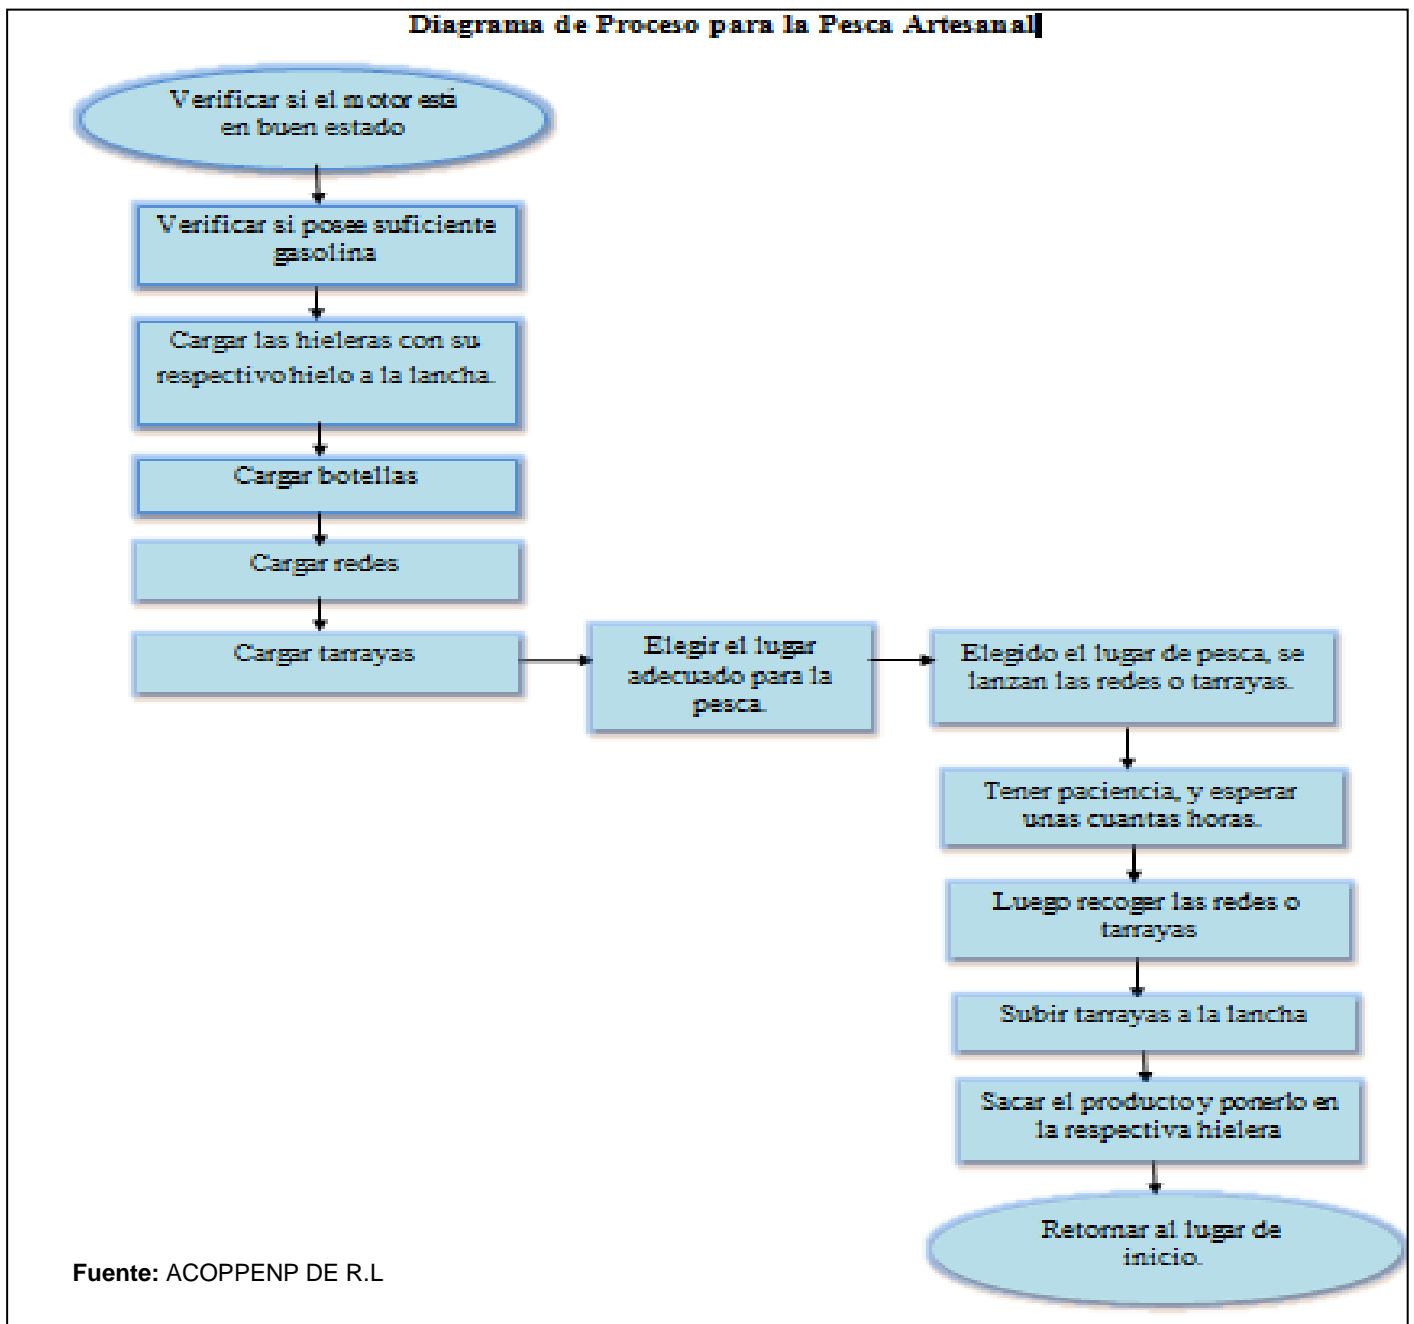 Diagrama de Proceso para la Pesca Artesanal
Verificar si el motor está
en buen estado
Verificar si posee suficiente
gasolina
Cargar las hieleras con su
respectivo hielo a la lancha.
Cargar botellas
Cargar redes
Cargar tarrayas
Elegir el lugar
adecuado para la
pesca.
Elegido el lugar de pesca, se
lanzan las redes o tarrayas.
Tener paciencia, y esperar
unas cuantas horas.
Luego recoger las redes o
tarrayas
Subir tarrayas a la lancha
Sacar el producto y ponerlo en
la respectiva hielera
Retornar al lugar de
inicio.
Fuente: ACOPPENP DE R.L